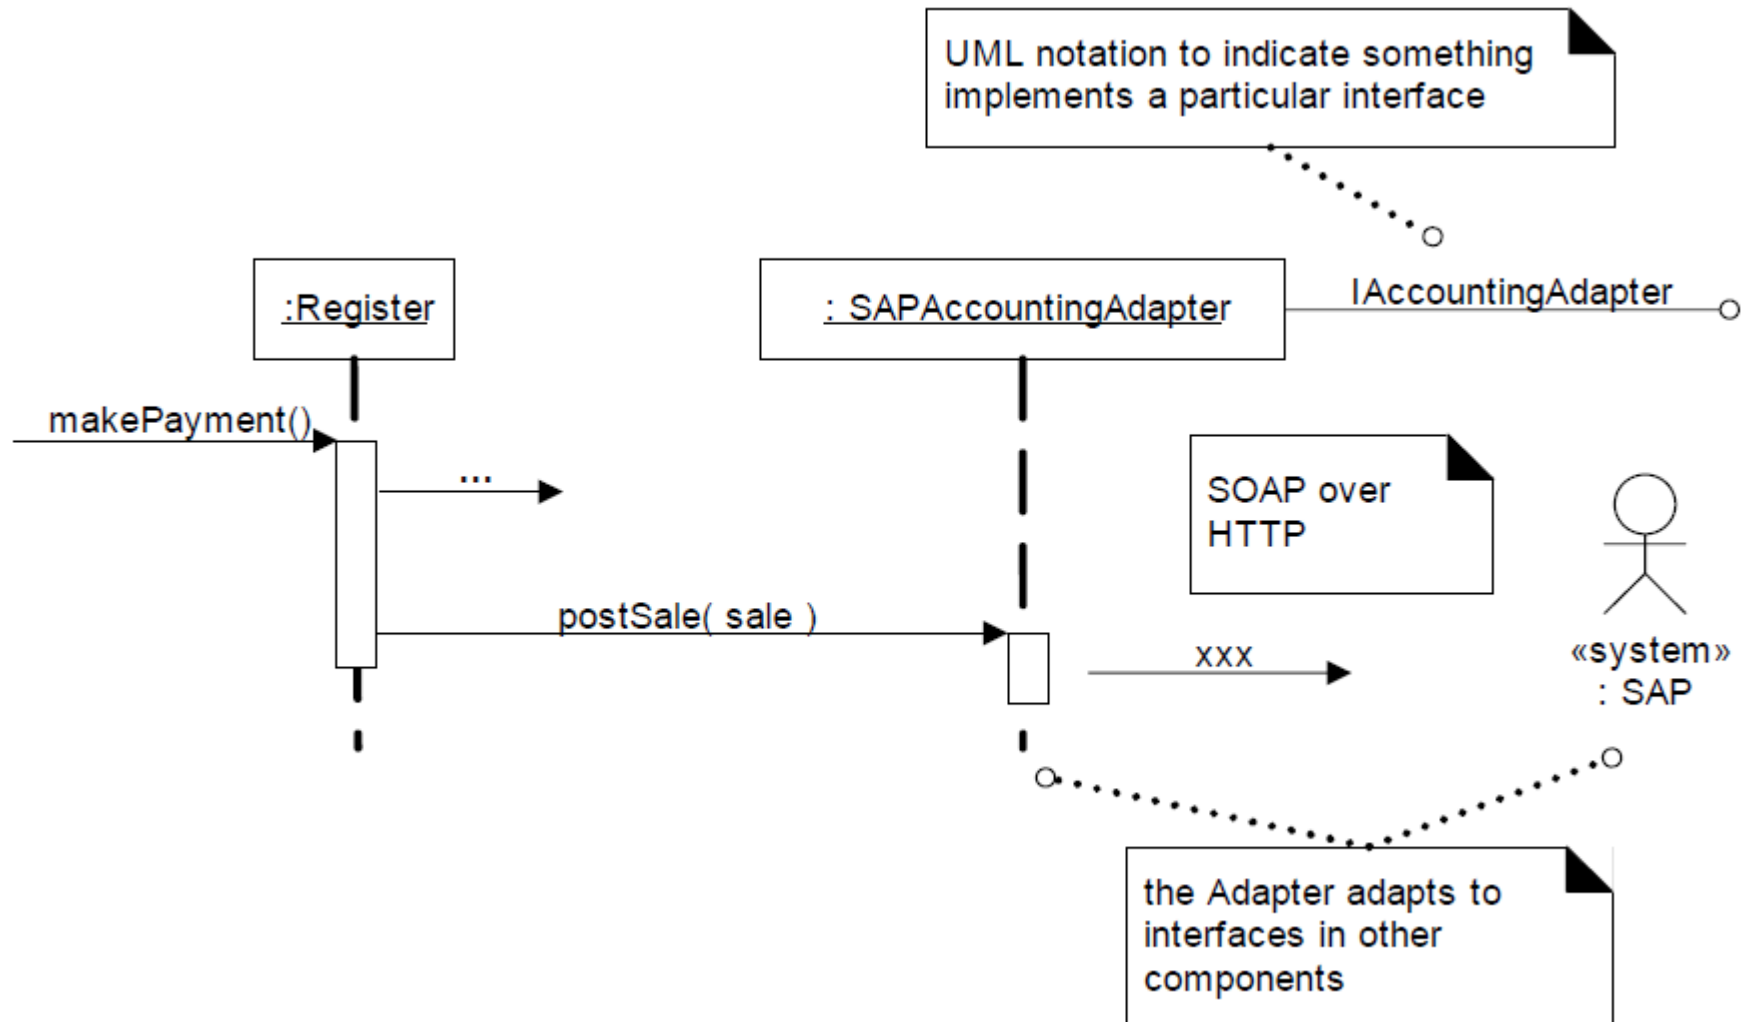 UML notation to indicate something
implements a particular interface
:Register
: SAPAccountingAdapter
IAccountingAdapter
makePayment()
...
SOAP over
HTTP
postSale( sale )
xxx
«system»
: SAP
the Adapter adapts to
interfaces in other
components